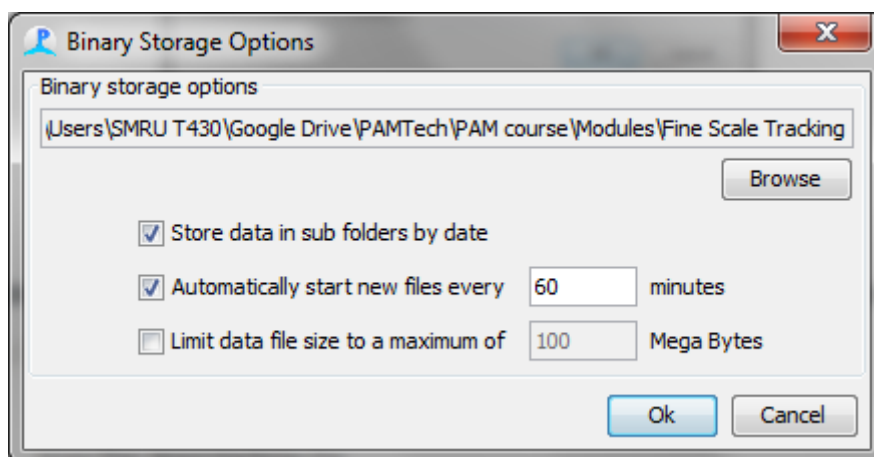 Binary Storage Options
Binary storage options
\Users\SMRU T430\Google Drive\PAMTech\PAM course\Modules\Fine Scale Tracking
Browse
Store data in sub folders by date
Automatically start new files every 60 minutes
Limit data file size to a maximum of 100 Mega Bytes
Ok Cancel